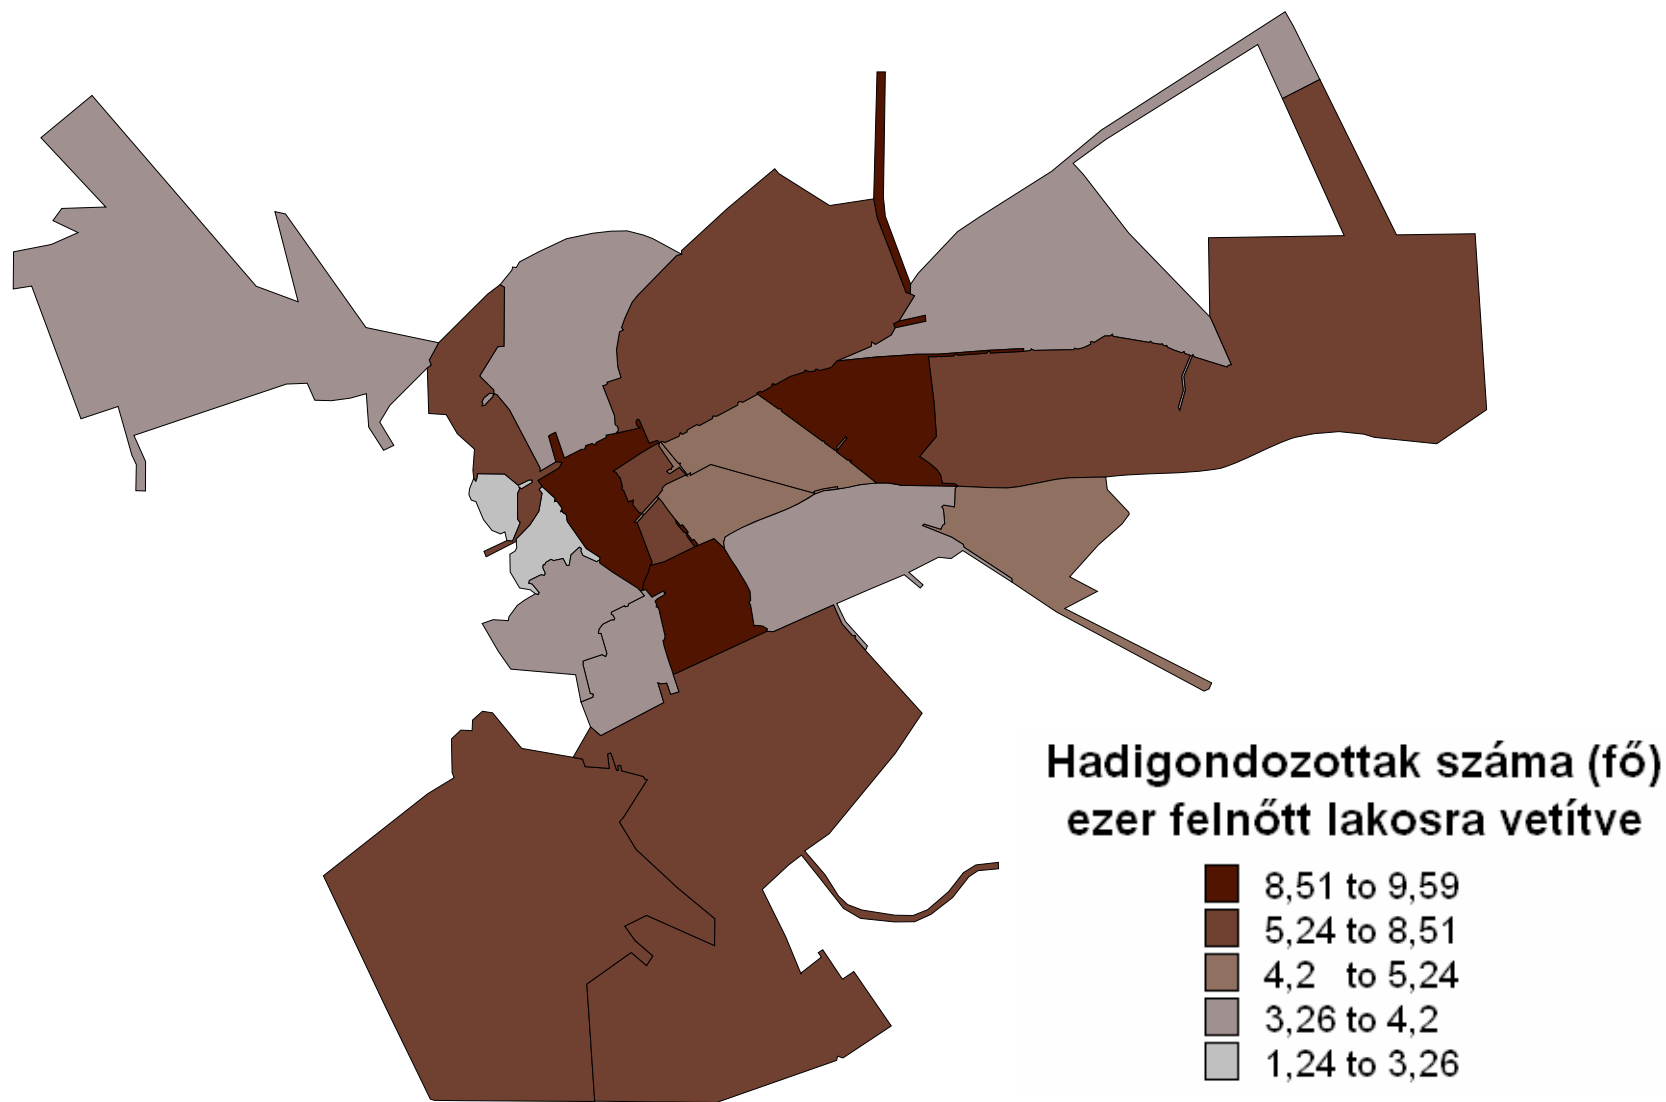 Hadigondozottak száma (fő)
ezer felnőtt lakosra vetítve
8,51 to 9,59
5,24 to 8,51
4,2 to 5,24
3,26 to 4,2
1,24 to 3,26